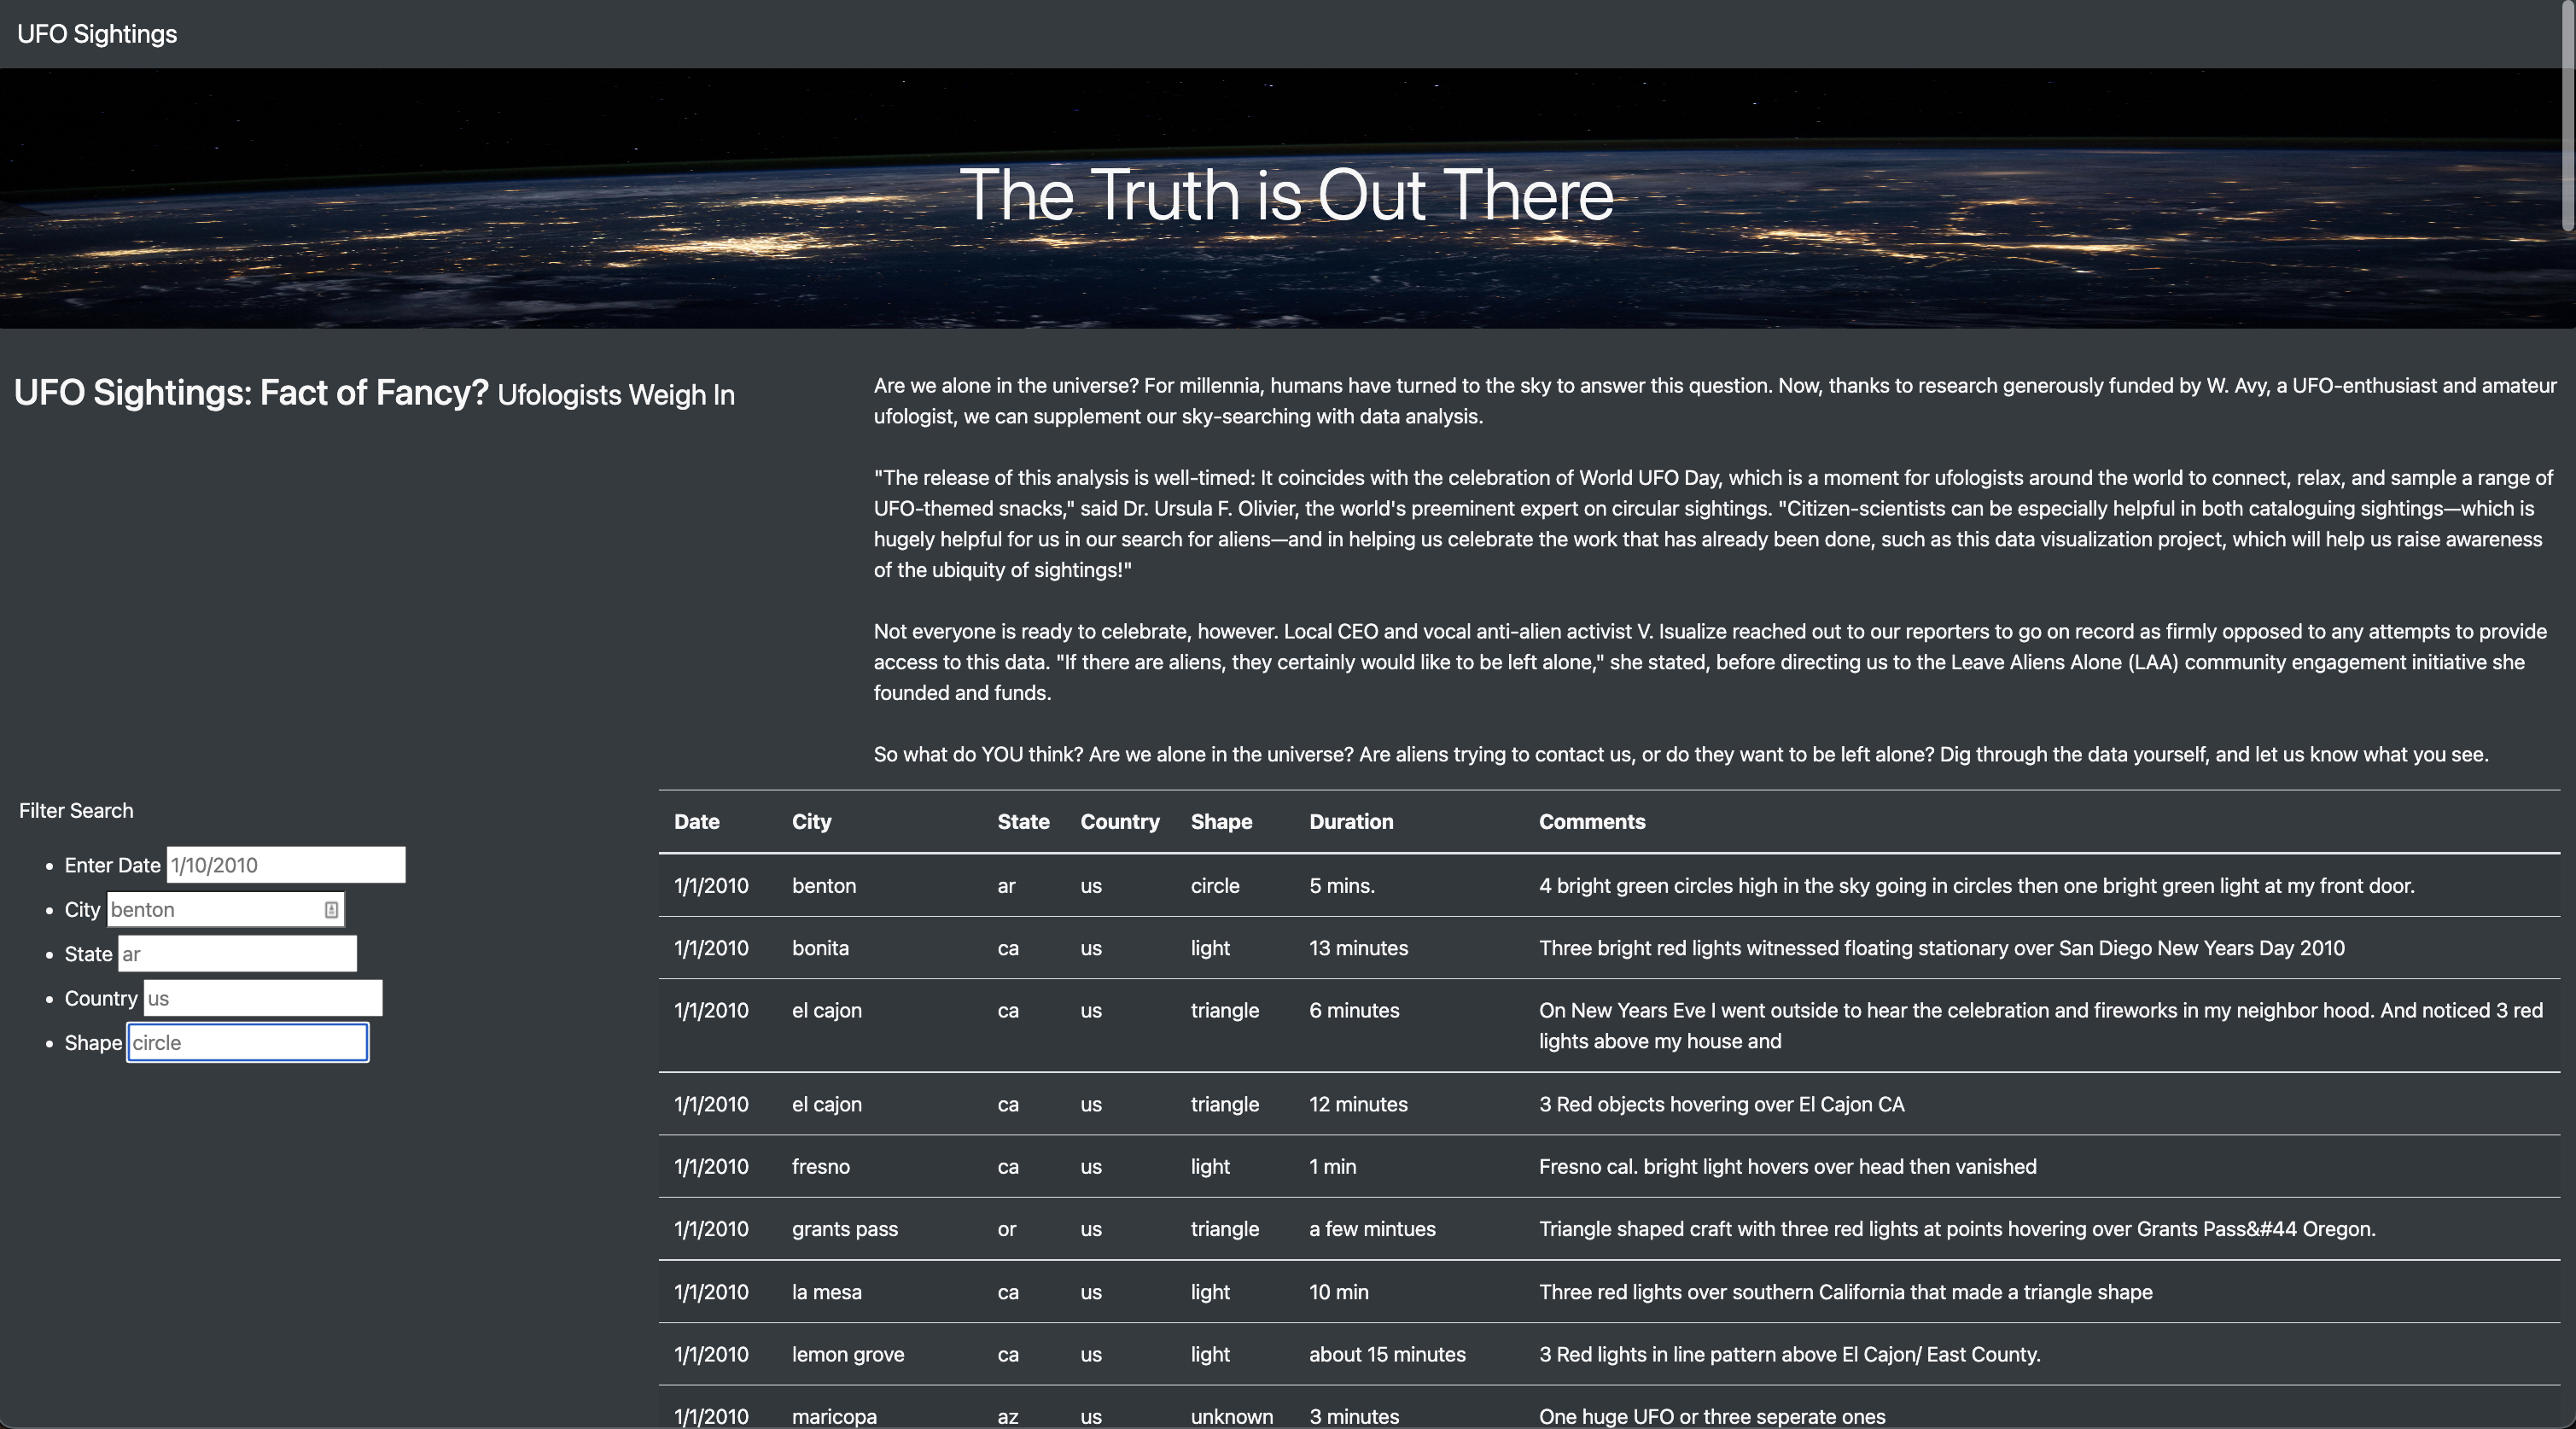 UFO Sightings
The Truth is Out There
UFO Sightings: Fact of Fancy? Ufologists Weigh In
Are we alone in the universe? For millennia, humans have turned to the sky to answer this question. Now, thanks to research generously funded by W. Avy, a UFO-enthusiast and amateur
ufologist, we can supplement our sky-searching with data analysis.
"The release of this analysis is well-timed: It coincides with the celebration of World UFO Day, which is a moment for ufologists around the world to connect, relax, and sample a range of
UFO-themed snacks," said Dr. Ursula F. Olivier, the world's preeminent expert on circular sightings. "Citizen-scientists can be especially helpful in both cataloguing sightings—which is
hugely helpful for us in our search for aliens—and in helping us celebrate the work that has already been done, such as this data visualization project, which will help us raise awareness
of the ubiquity of sightings!"
Not everyone is ready to celebrate, however. Local CEO and vocal anti-alien activist V. Isualize reached out to our reporters to go on record as firmly opposed to any attempts to provide
access to this data. "If there are aliens, they certainly would like to be left alone," she stated, before directing us to the Leave Aliens Alone (LAA) community engagement initiative she
founded and funds.
So what do YOU think? Are we alone in the universe? Are aliens trying to contact us, or do they want to be left alone? Dig through the data yourself, and let us know what you see.
Filter Search
Enter Date 1/10/2010
City benton
State ar
Country us
Shape circle
Date City State Country Shape Duration Comments
1/1/2010 benton ar us circle 5 mins. 4 bright green circles high in the sky going in circles then one bright green light at my front door.
1/1/2010 bonita ca us light 13 minutes Three bright red lights witnessed floating stationary over San Diego New Years Day 2010
1/1/2010 el cajon ca us triangle 6 minutes On New Years Eve I went outside to hear the celebration and fireworks in my neighbor hood. And noticed 3 red
lights above my house and
1/1/2010 el cajon ca us triangle 12 minutes 3 Red objects hovering over El Cajon CA
1/1/2010 fresno ca us light 1 min Fresno cal. bright light hovers over head then vanished
1/1/2010 grants pass or us triangle a few mintues Triangle shaped craft with three red lights at points hovering over Grants Pass&#44 Oregon.
1/1/2010 la mesa ca us light 10 min Three red lights over southern California that made a triangle shape
1/1/2010 lemon grove ca us light about 15 minutes 3 Red lights in line pattern above El Cajon/ East County.
1/1/2010 maricopa az us unknown 3 minutes One huge UFO or three seperate ones